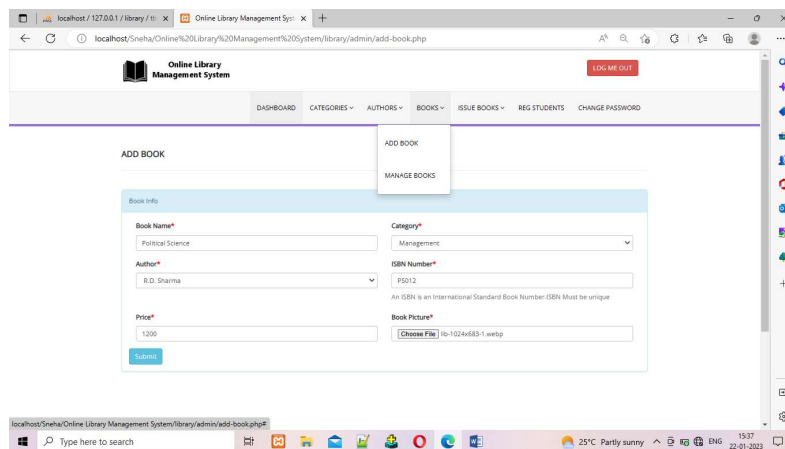 localhost / 127.0.0.1 / library / tb
Online Library Management Syst
localhost/Sneha/Online%20Library%20Management%20System/library/admin/add-book.php
Online Library
Management System
LOG ME OUT
DASHBOARD CATEGORIES AUTHORS BOOKS ISSUE BOOKS REG STUDENTS CHANGE PASSWORD
ADD BOOK
MANAGE BOOKS
ADD BOOK
Book Info
Book Name* Category*
Political Science Management
Author* ISBN Number*
R.D. Sharma PS012
An ISBN is an International Standard Book Number.ISBN Must be unique
Price* Book Picture*
1200 Choose File lib-1024x683-1.webp
Submit
localhost/Sneha/Online Library Management System/library/admin/add-book.php#
Type here to search
25°C Partly sunny ENG 15:37
22-01-2023